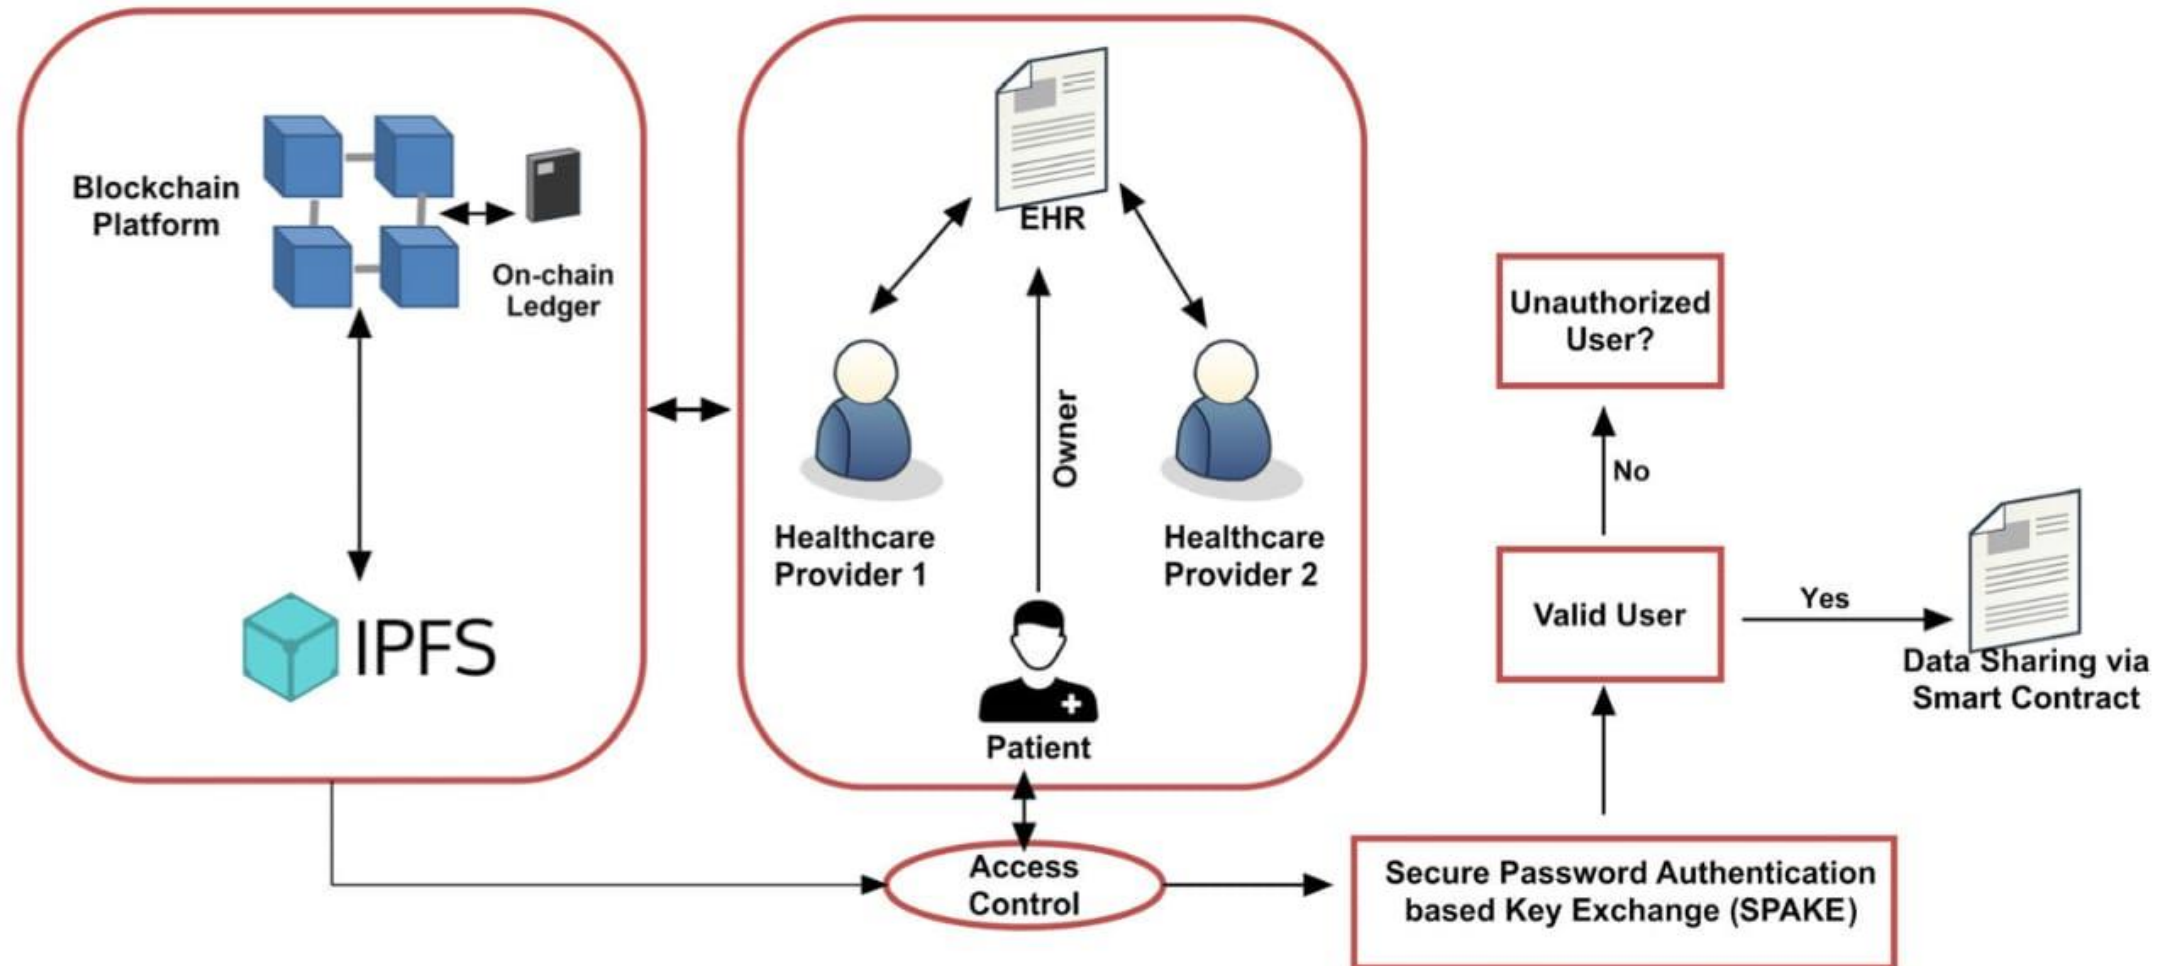 Blockchain
Platform
On-chain
Ledger
IPFS
EHR
Owner
Healthcare
Provider 1
Healthcare
Provider 2
Patient
Access
Control
Unauthorized
User?
No
Valid User
Yes
Data Sharing via
Smart Contract
Secure Password Authentication
based Key Exchange (SPAKE)